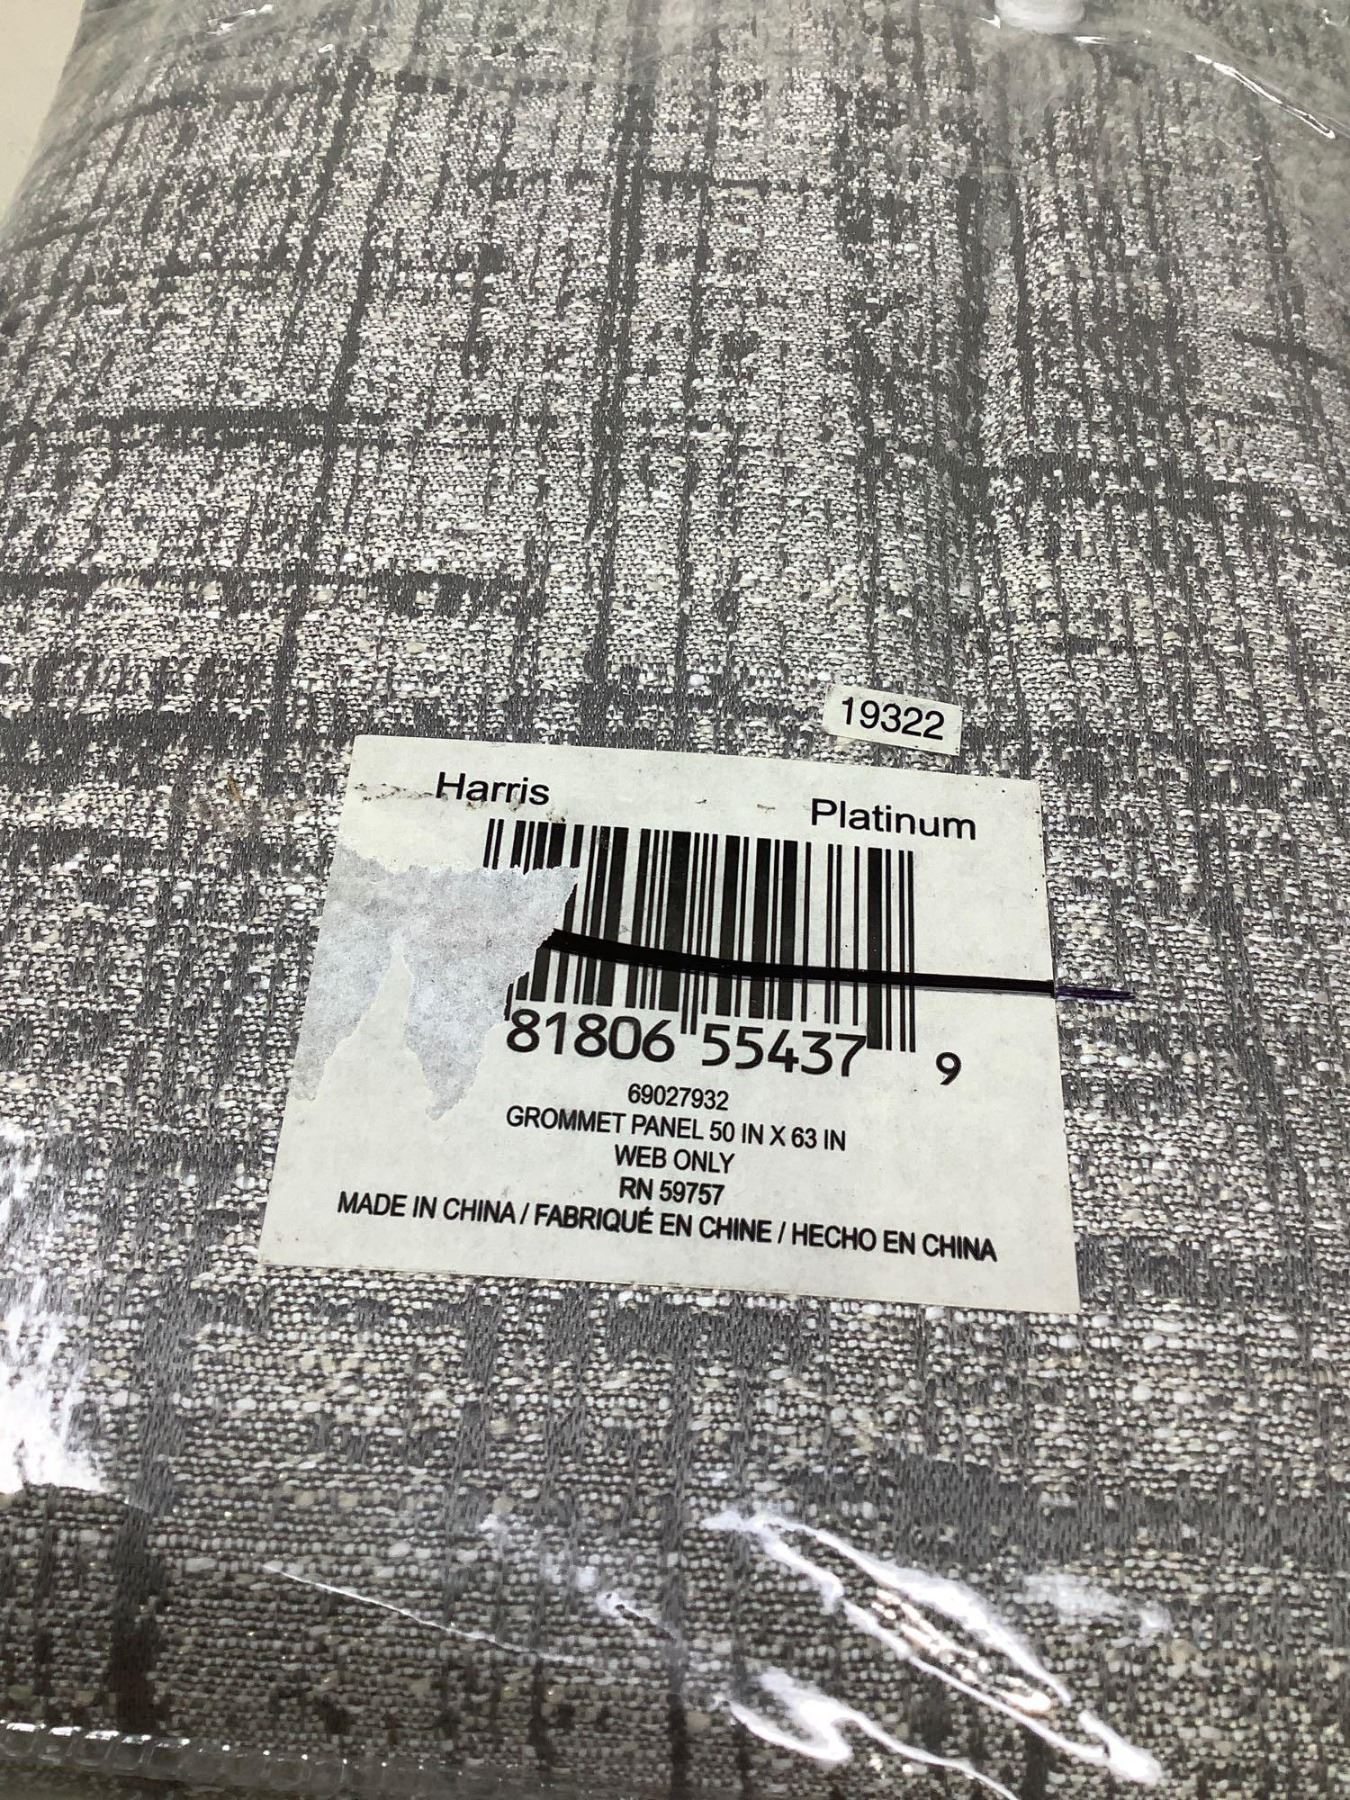 19322
Harris Platinum
81806 55437 9
69027932
GROMMET PANEL 50 IN X 63 IN
WEB ONLY
RN 59757
MADE IN CHINA / FABRIQUÉ EN CHINE / HECHO EN CHINA